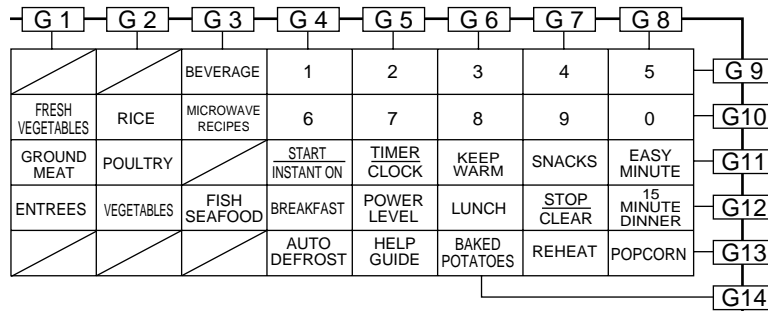 G 1 G 2 G 3 G 4 G 5 G 6 G 7 G 8
BEVERAGE 1 2 3 4 5 G 9
FRESH VEGETABLES RICE MICROWAVE RECIPES 6 7 8 9 0 G10
GROUND MEAT POULTRY START INSTANT ON TIMER CLOCK KEEP WARM SNACKS EASY MINUTE G11
ENTREES VEGETABLES FISH SEAFOOD BREAKFAST POWER LEVEL LUNCH STOP CLEAR 15 MINUTE DINNER G12
AUTO DEFROST HELP GUIDE BAKED POTATOES REHEAT POPCORN G13
G14